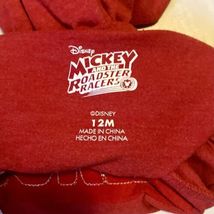 Disney
MICKEY
AND THE
ROADSTER
RACERS
©DISNEY
12M
MADE IN CHINA
HECHO EN CHINA